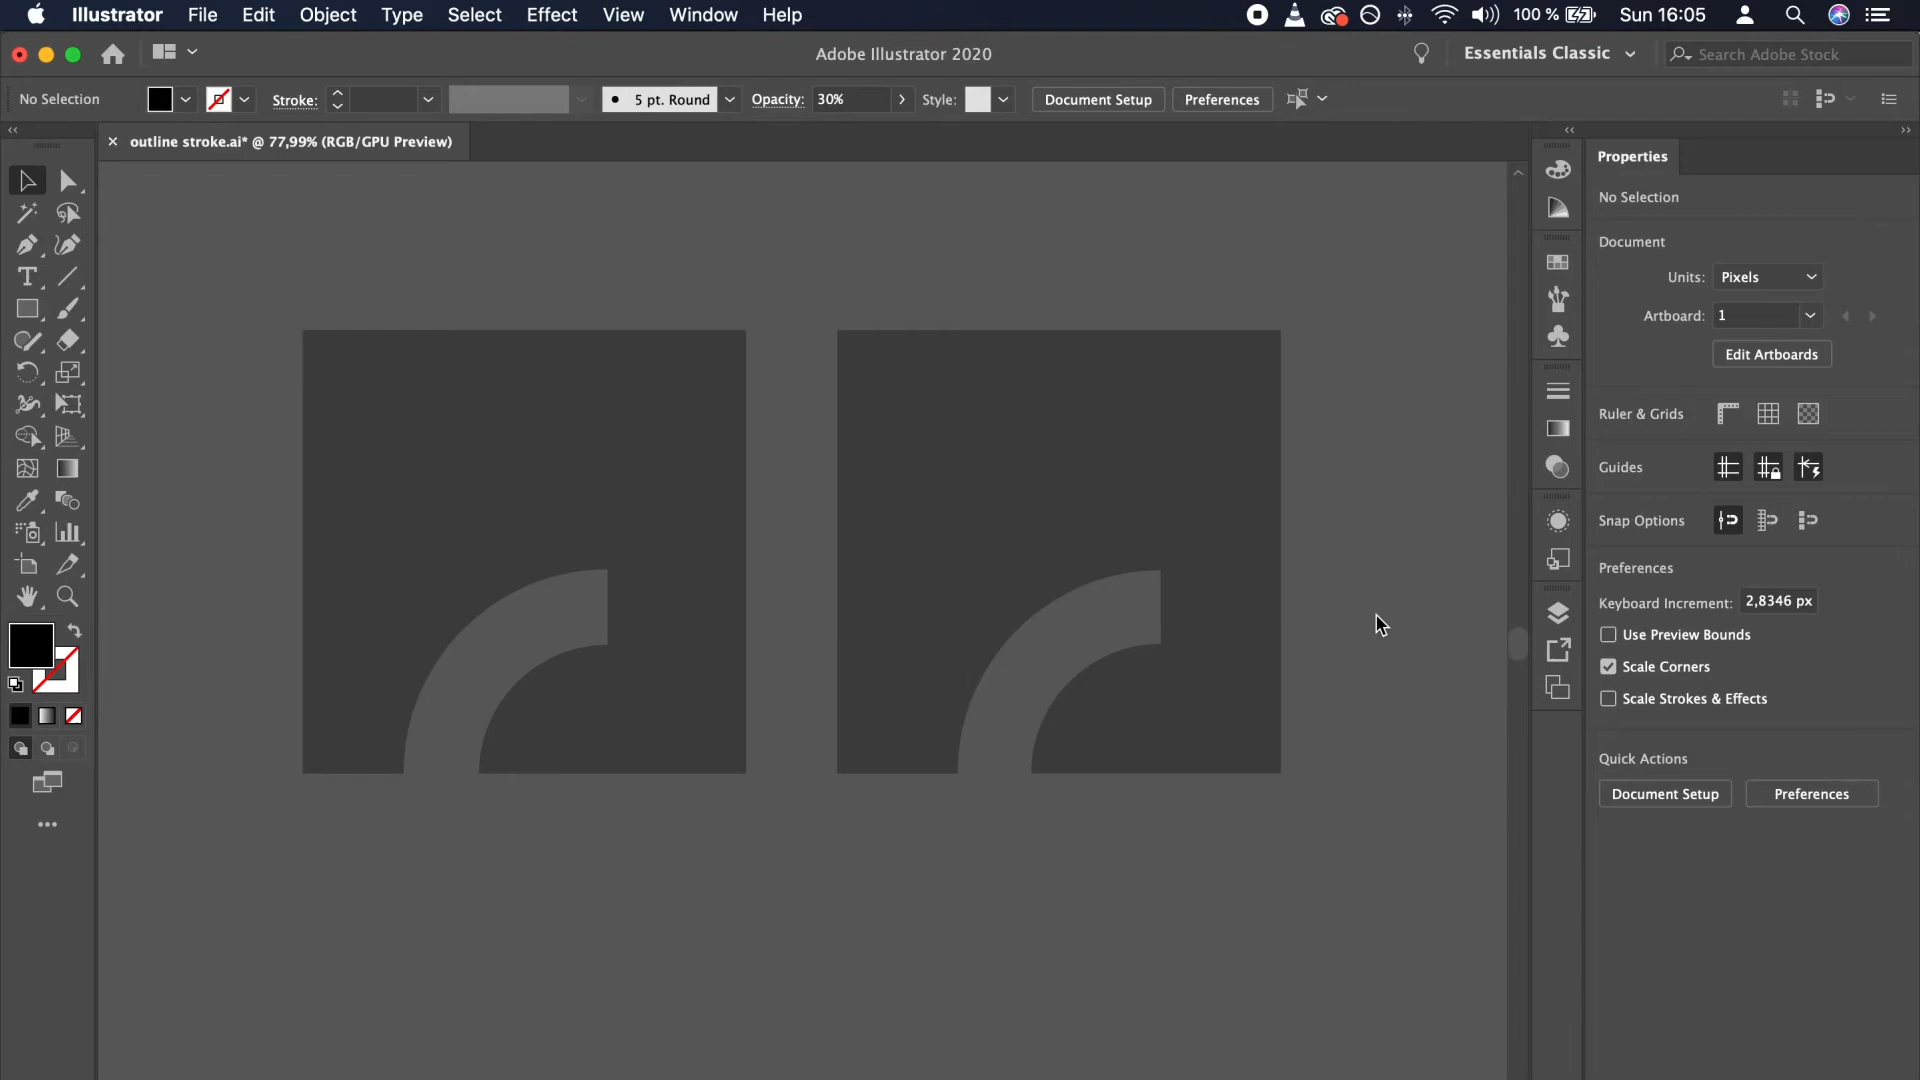 Illustrator File Edit Object Type Select Effect View Window Help 100 % Sun 16:05
Adobe Illustrator 2020 Essentials Classic Search Adobe Stock
No Selection Stroke: 5 pt. Round Opacity: 30% Style: Document Setup Preferences
outline stroke.ai* @ 77,99% (RGB/GPU Preview)
Properties
No Selection
Document
Units: Pixels
Artboard: 1
Edit Artboards
Ruler & Grids
Guides
Snap Options
Preferences
Keyboard Increment: 2,8346 px
Use Preview Bounds
Scale Corners
Scale Strokes & Effects
Quick Actions
Document Setup Preferences